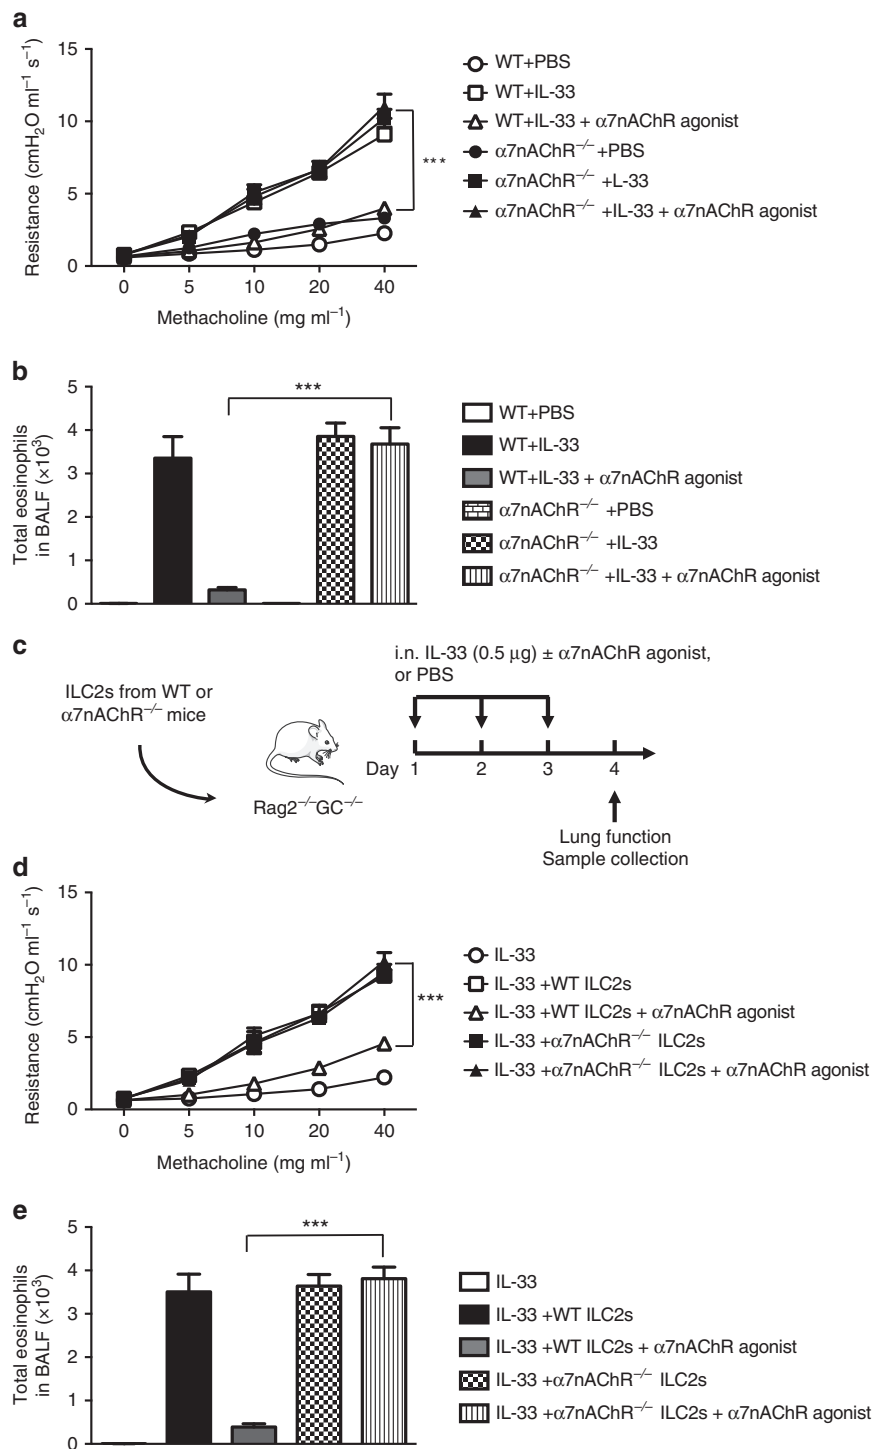 a
15
10
5
0
Resistance (cmH₂O ml⁻¹ s⁻¹)
0 5 10 20 40
Methacholine (mg ml⁻¹)
***
WT+PBS
WT+IL-33
WT+IL-33 + α7nAChR agonist
α7nAChR⁻/⁻ +PBS
α7nAChR⁻/⁻ +L-33
α7nAChR⁻/⁻ +IL-33 + α7nAChR agonist
b
5
4
3
2
1
0
Total eosinophils
in BALF (×10³)
***
WT+PBS
WT+IL-33
WT+IL-33 + α7nAChR agonist
α7nAChR⁻/⁻ +PBS
α7nAChR⁻/⁻ +IL-33
α7nAChR⁻/⁻ +IL-33 + α7nAChR agonist
c
ILC2s from WT or
α7nAChR⁻/⁻ mice
Rag2⁻/⁻GC⁻/⁻
i.n. IL-33 (0.5 μg) ± α7nAChR agonist,
or PBS
Day 1 2 3 4
Lung function
Sample collection
d
15
10
5
0
Resistance (cmH₂O ml⁻¹ s⁻¹)
0 5 10 20 40
Methacholine (mg ml⁻¹)
***
IL-33
IL-33 +WT ILC2s
IL-33 +WT ILC2s + α7nAChR agonist
IL-33 +α7nAChR⁻/⁻ ILC2s
IL-33 +α7nAChR⁻/⁻ ILC2s + α7nAChR agonist
e
5
4
3
2
1
0
Total eosinophils
in BALF (×10³)
***
IL-33
IL-33 +WT ILC2s
IL-33 +WT ILC2s + α7nAChR agonist
IL-33 +α7nAChR⁻/⁻ ILC2s
IL-33 +α7nAChR⁻/⁻ ILC2s + α7nAChR agonist